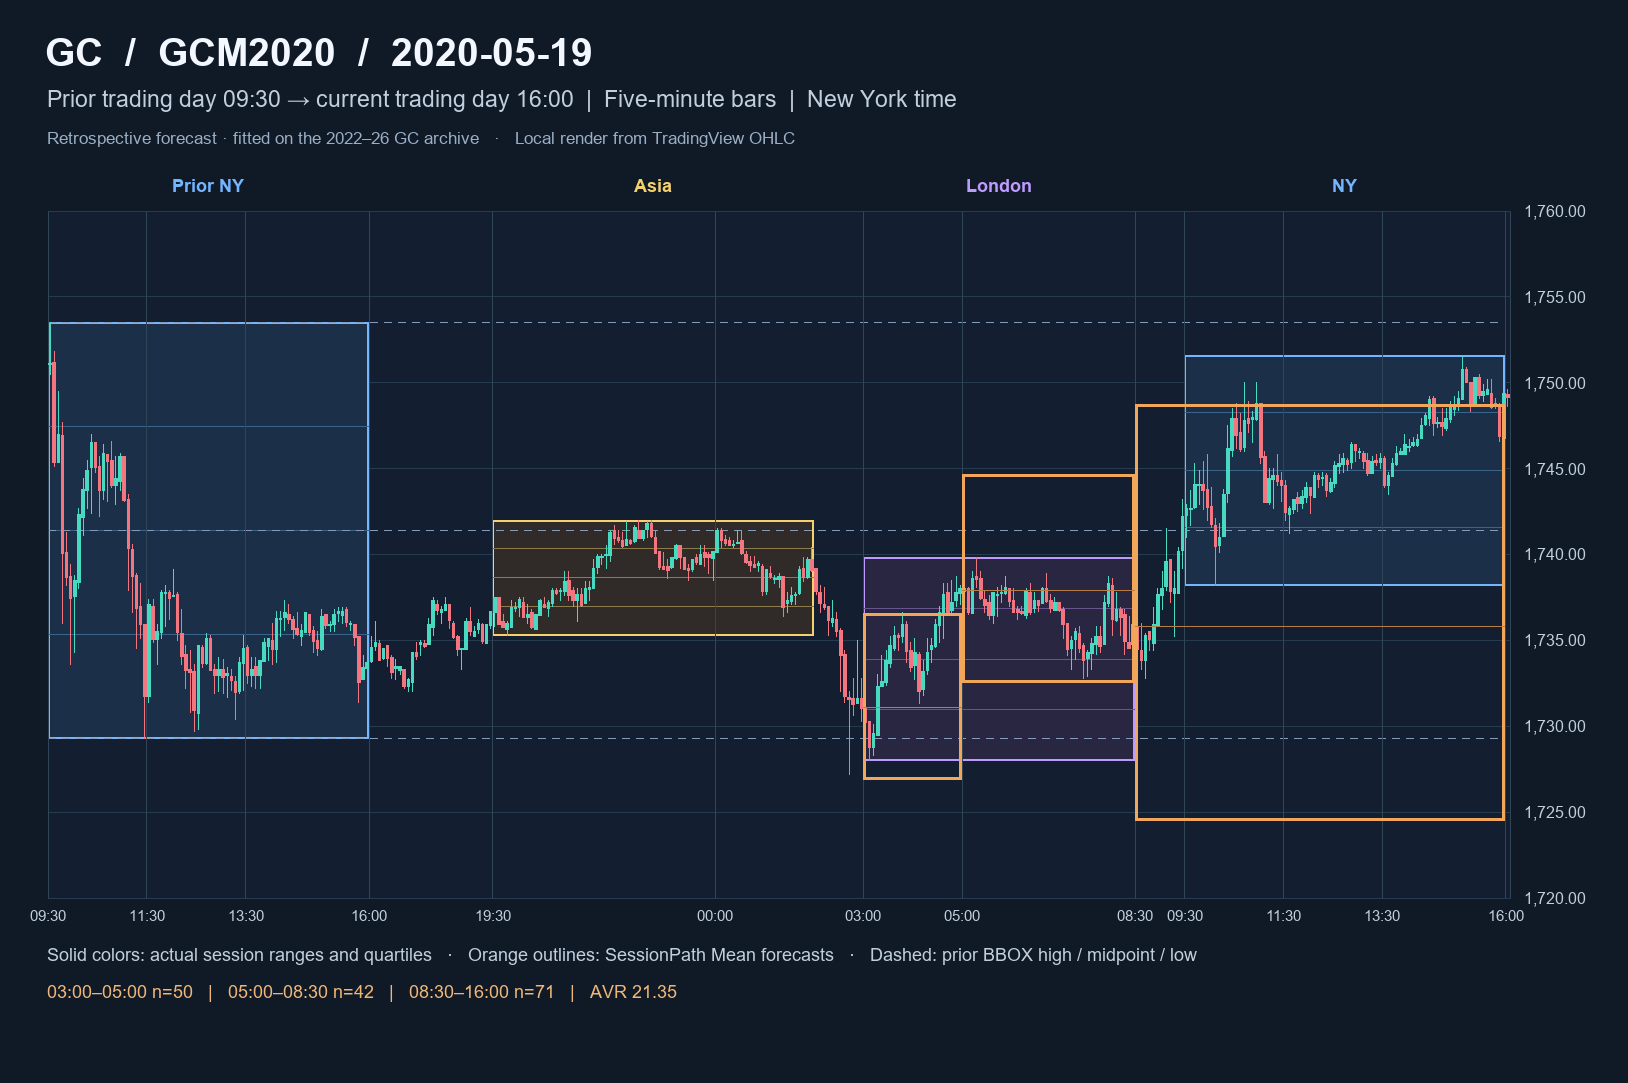 GC / GCM2020 / 2020-05-19
Prior trading day 09:30 → current trading day 16:00 | Five-minute bars | New York time
Retrospective forecast · fitted on the 2022–26 GC archive · Local render from TradingView OHLC
Prior NY Asia London NY
1,760.00
1,755.00
1,750.00
1,745.00
1,740.00
1,735.00
1,730.00
1,725.00
1,720.00
09:30 11:30 13:30 16:00 19:30 00:00 03:00 05:00 08:30 09:30 11:30 13:30 16:00
Solid colors: actual session ranges and quartiles · Orange outlines: SessionPath Mean forecasts · Dashed: prior BBOX high / midpoint / low
03:00–05:00 n=50 | 05:00–08:30 n=42 | 08:30–16:00 n=71 | AVR 21.35